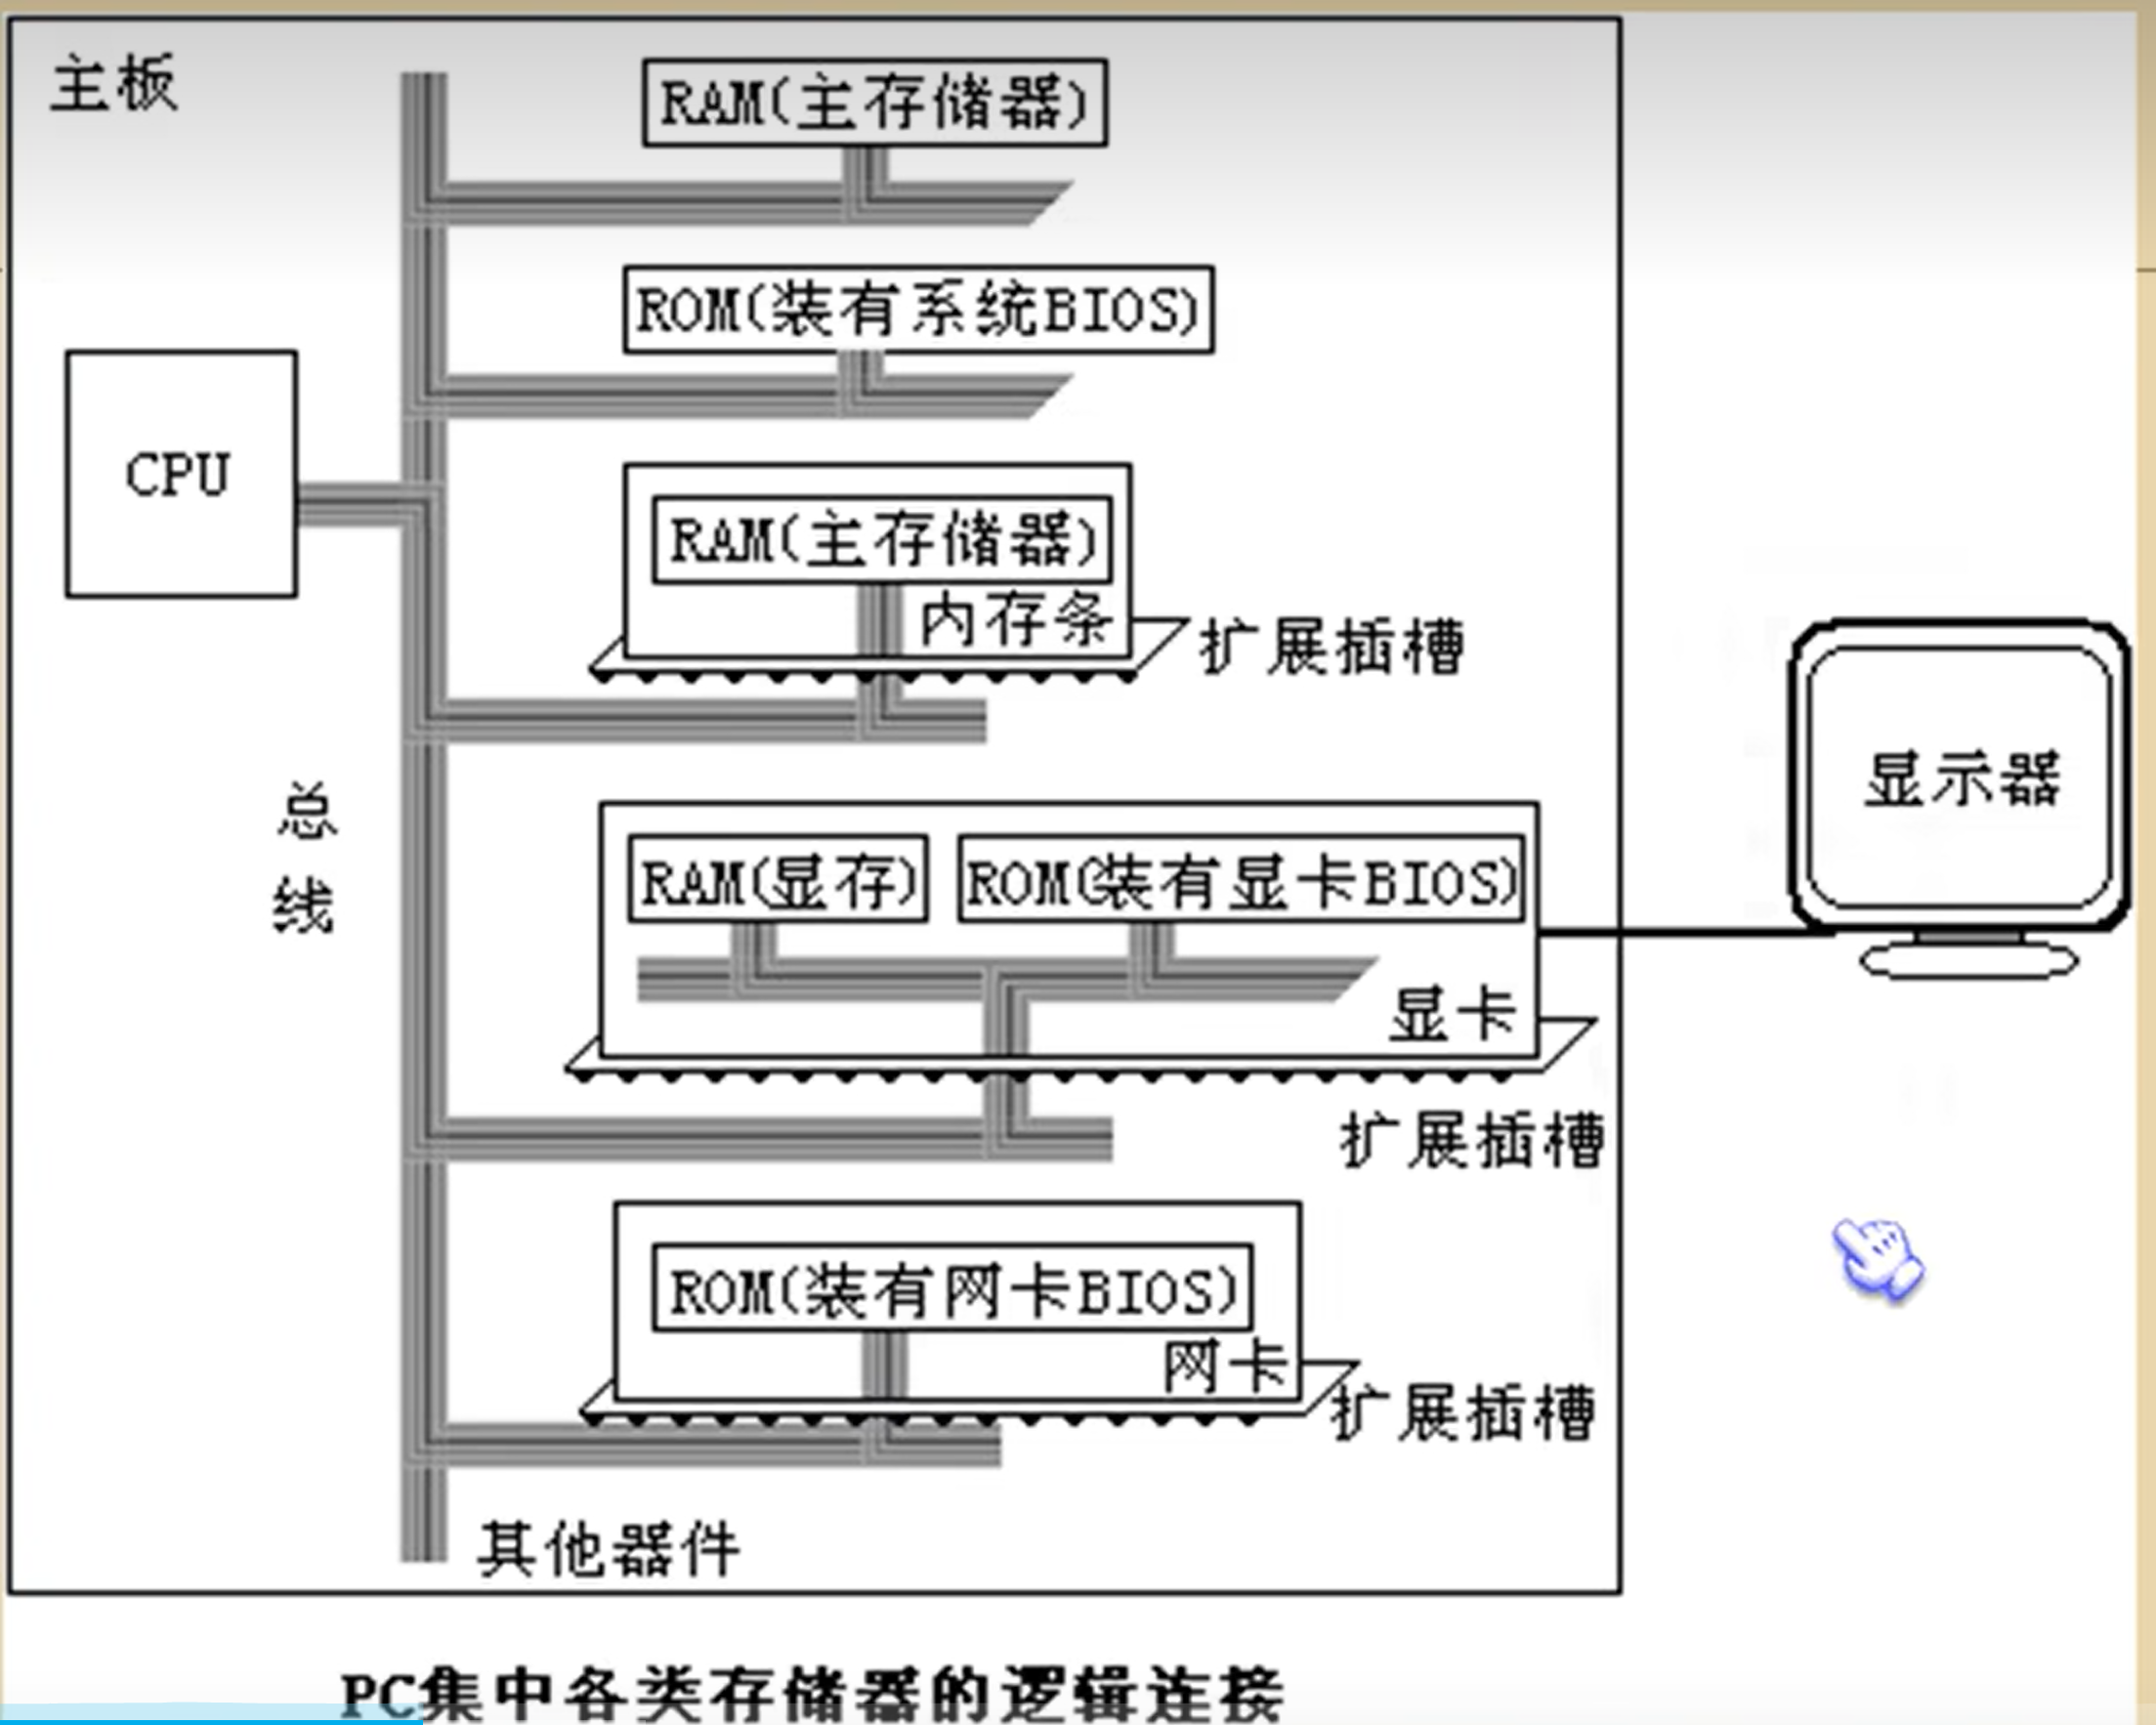 主板
RAM(主存储器)
ROM(装有系统BIOS)
CPU
RAM(主存储器)
内存条
扩展插槽
显示器
总
线
RAM(显存)
ROM(装有显卡BIOS)
显卡
扩展插槽
ROM(装有网卡BIOS)
网卡
扩展插槽
其他器件
PC集中各类存储器的逻辑连接